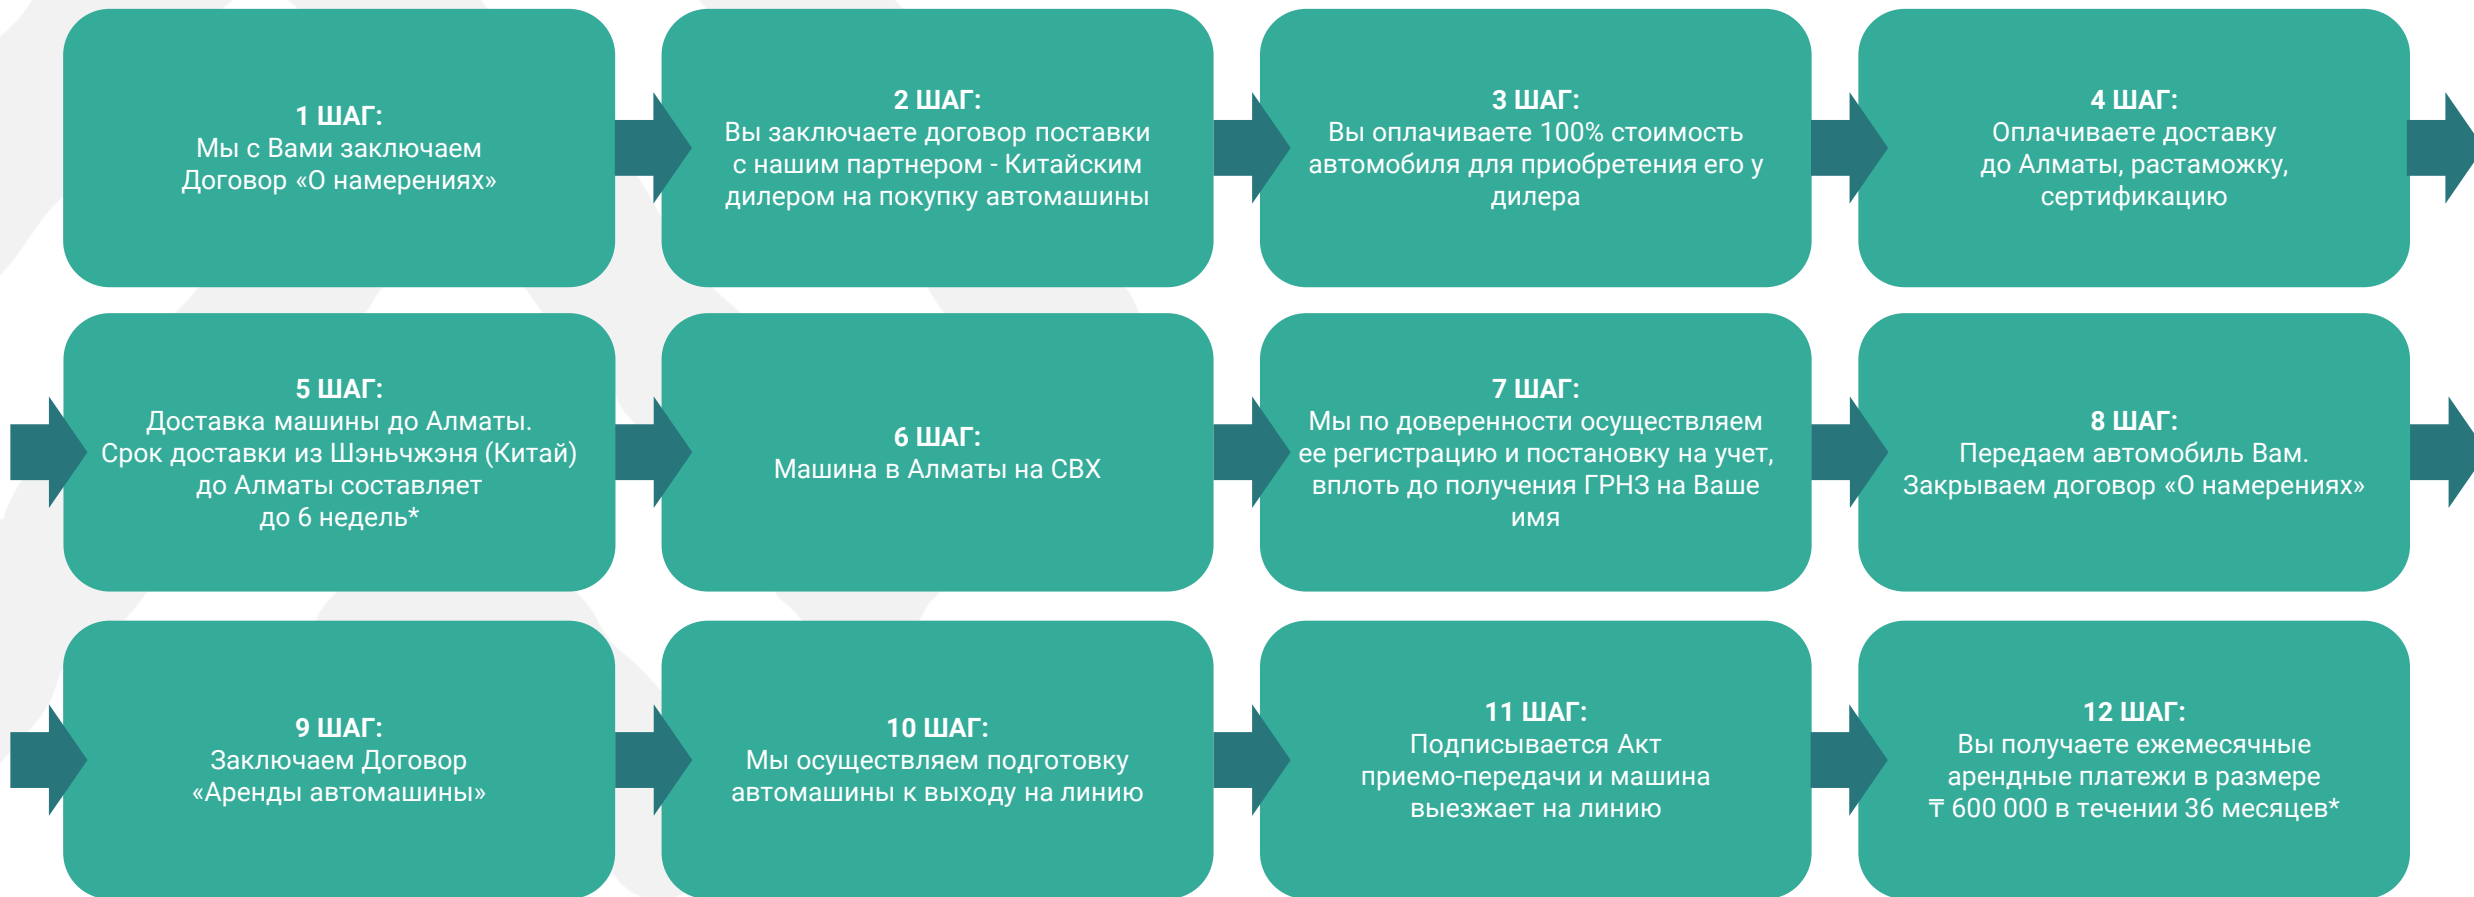 1 ШАГ:
Мы с Вами заключаем
Договор «О намерениях»
2 ШАГ:
Вы заключаете договор поставки
с нашим партнером - Китайским
дилером на покупку автомашины
3 ШАГ:
Вы оплачиваете 100% стоимость
автомобиля для приобретения его у
дилера
4 ШАГ:
Оплачиваете доставку
до Алматы, растаможку,
сертификацию
5 ШАГ:
Доставка машины до Алматы.
Срок доставки из Шэньчжэня (Китай)
до Алматы составляет
до 6 недель*
6 ШАГ:
Машина в Алматы на СВХ
7 ШАГ:
Мы по доверенности осуществляем
ее регистрацию и постановку на учет,
вплоть до получения ГРНЗ на Ваше
имя
8 ШАГ:
Передаем автомобиль Вам.
Закрываем договор «О намерениях»
9 ШАГ:
Заключаем Договор
«Аренды автомашины»
10 ШАГ:
Мы осуществляем подготовку
автомашины к выходу на линию
11 ШАГ:
Подписывается Акт
приемо-передачи и машина
выезжает на линию
12 ШАГ:
Вы получаете ежемесячные
арендные платежи в размере
₸ 600 000 в течении 36 месяцев*